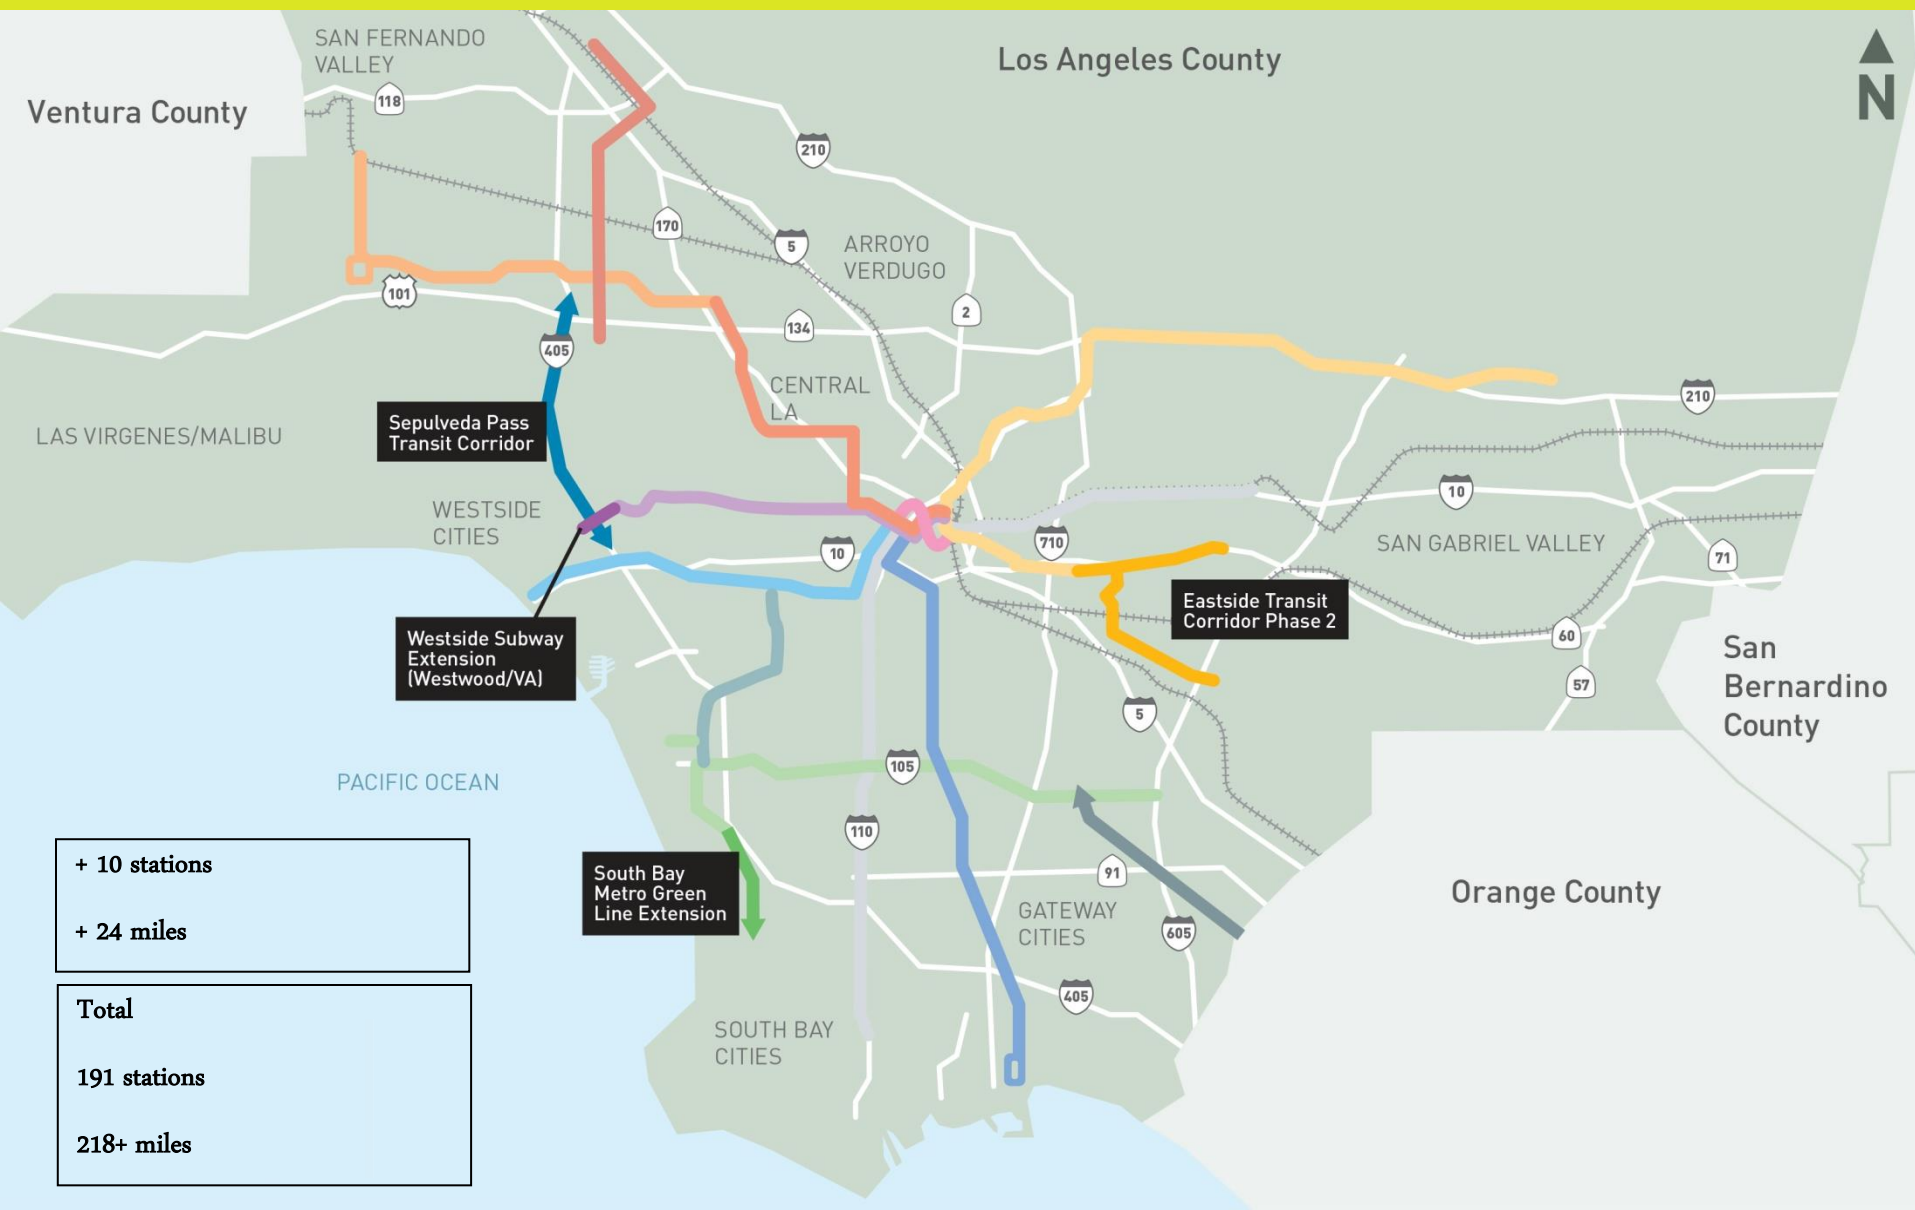 SAN FERNANDO
VALLEY
Los Angeles County
N
Ventura County
118
210
170
5
ARROYO
VERDUGO
101
2
134
405
CENTRAL
LA
210
Sepulveda Pass
Transit Corridor
LAS VIRGENES/MALIBU
10
WESTSIDE
CITIES
10
710
SAN GABRIEL VALLEY
71
Eastside Transit
Corridor Phase 2
60
Westside Subway
Extension
(Westwood/VA)
San
Bernardino
County
57
5
105
PACIFIC OCEAN
110
+ 10 stations
+ 24 miles
South Bay
Metro Green
Line Extension
91
Orange County
GATEWAY
CITIES
605
405
Total
191 stations
218+ miles
SOUTH BAY
CITIES